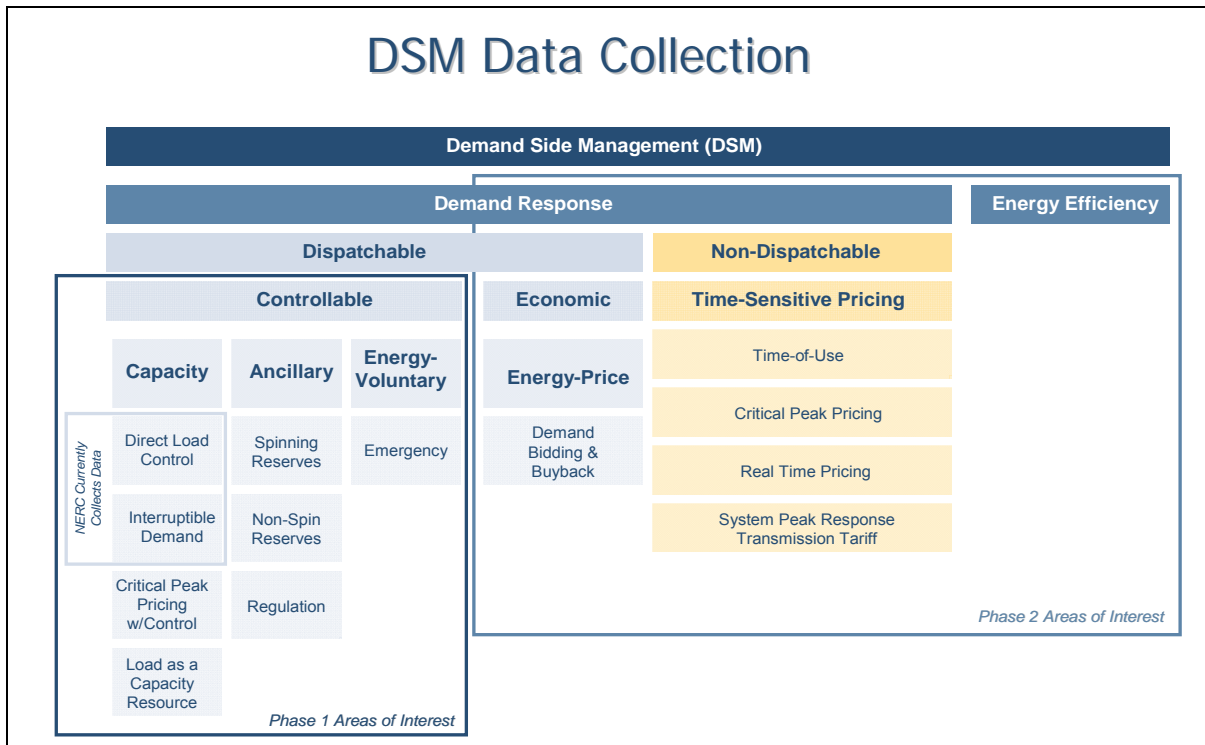 DSM Data Collection
Demand Side Management (DSM)
Demand Response
Energy Efficiency
Dispatchable
Non-Dispatchable
Controllable
Economic
Time-Sensitive Pricing
Capacity
Ancillary
Energy-
Voluntary
Energy-Price
Time-of-Use
Critical Peak Pricing
Real Time Pricing
System Peak Response
Transmission Tariff
NERC Currently
Collects Data
Direct Load
Control
Spinning
Reserves
Emergency
Demand
Bidding &
Buyback
Interruptible
Demand
Non-Spin
Reserves
Critical Peak
Pricing
w/Control
Regulation
Load as a
Capacity
Resource
Phase 2 Areas of Interest
Phase 1 Areas of Interest